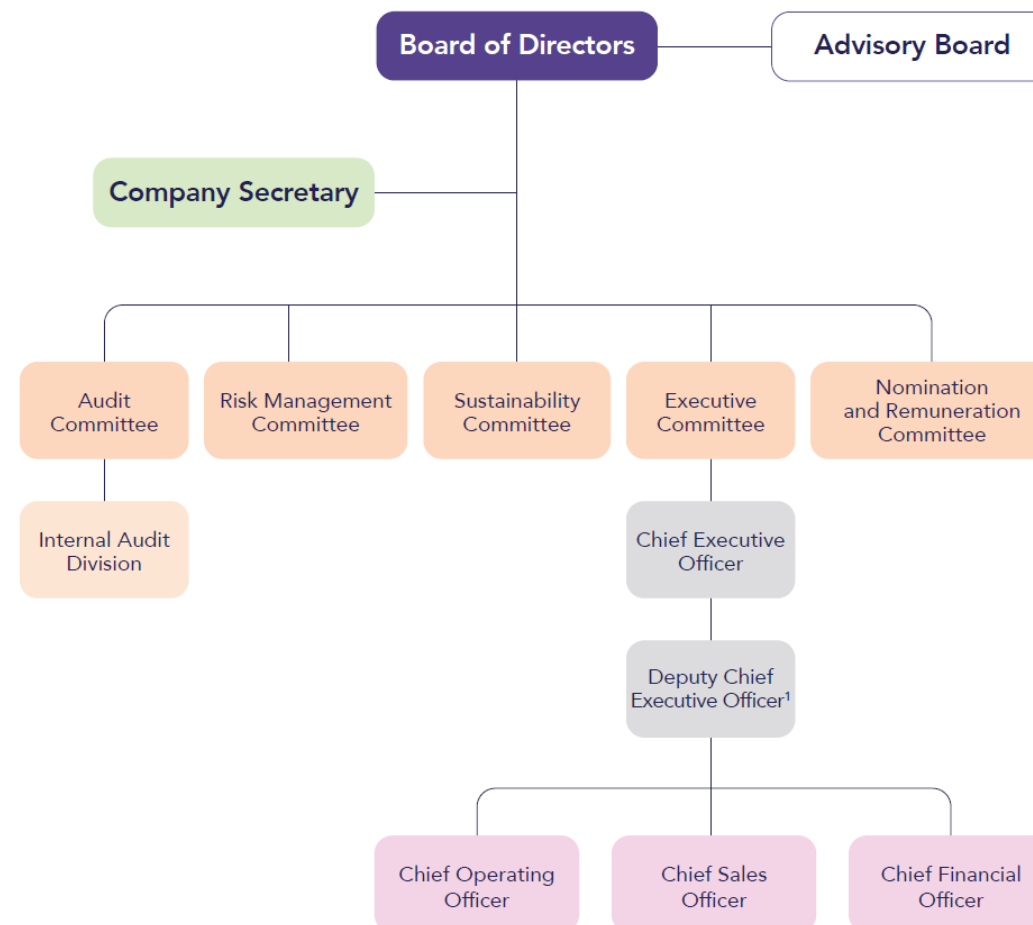 Board of Directors
Advisory Board
Company Secretary
Audit
Committee
Risk Management
Committee
Sustainability
Committee
Executive
Committee
Nomination
and Remuneration
Committee
Internal Audit
Division
Chief Executive
Officer
Deputy Chief
Executive Officer¹
Chief Operating
Officer
Chief Sales
Officer
Chief Financial
Officer